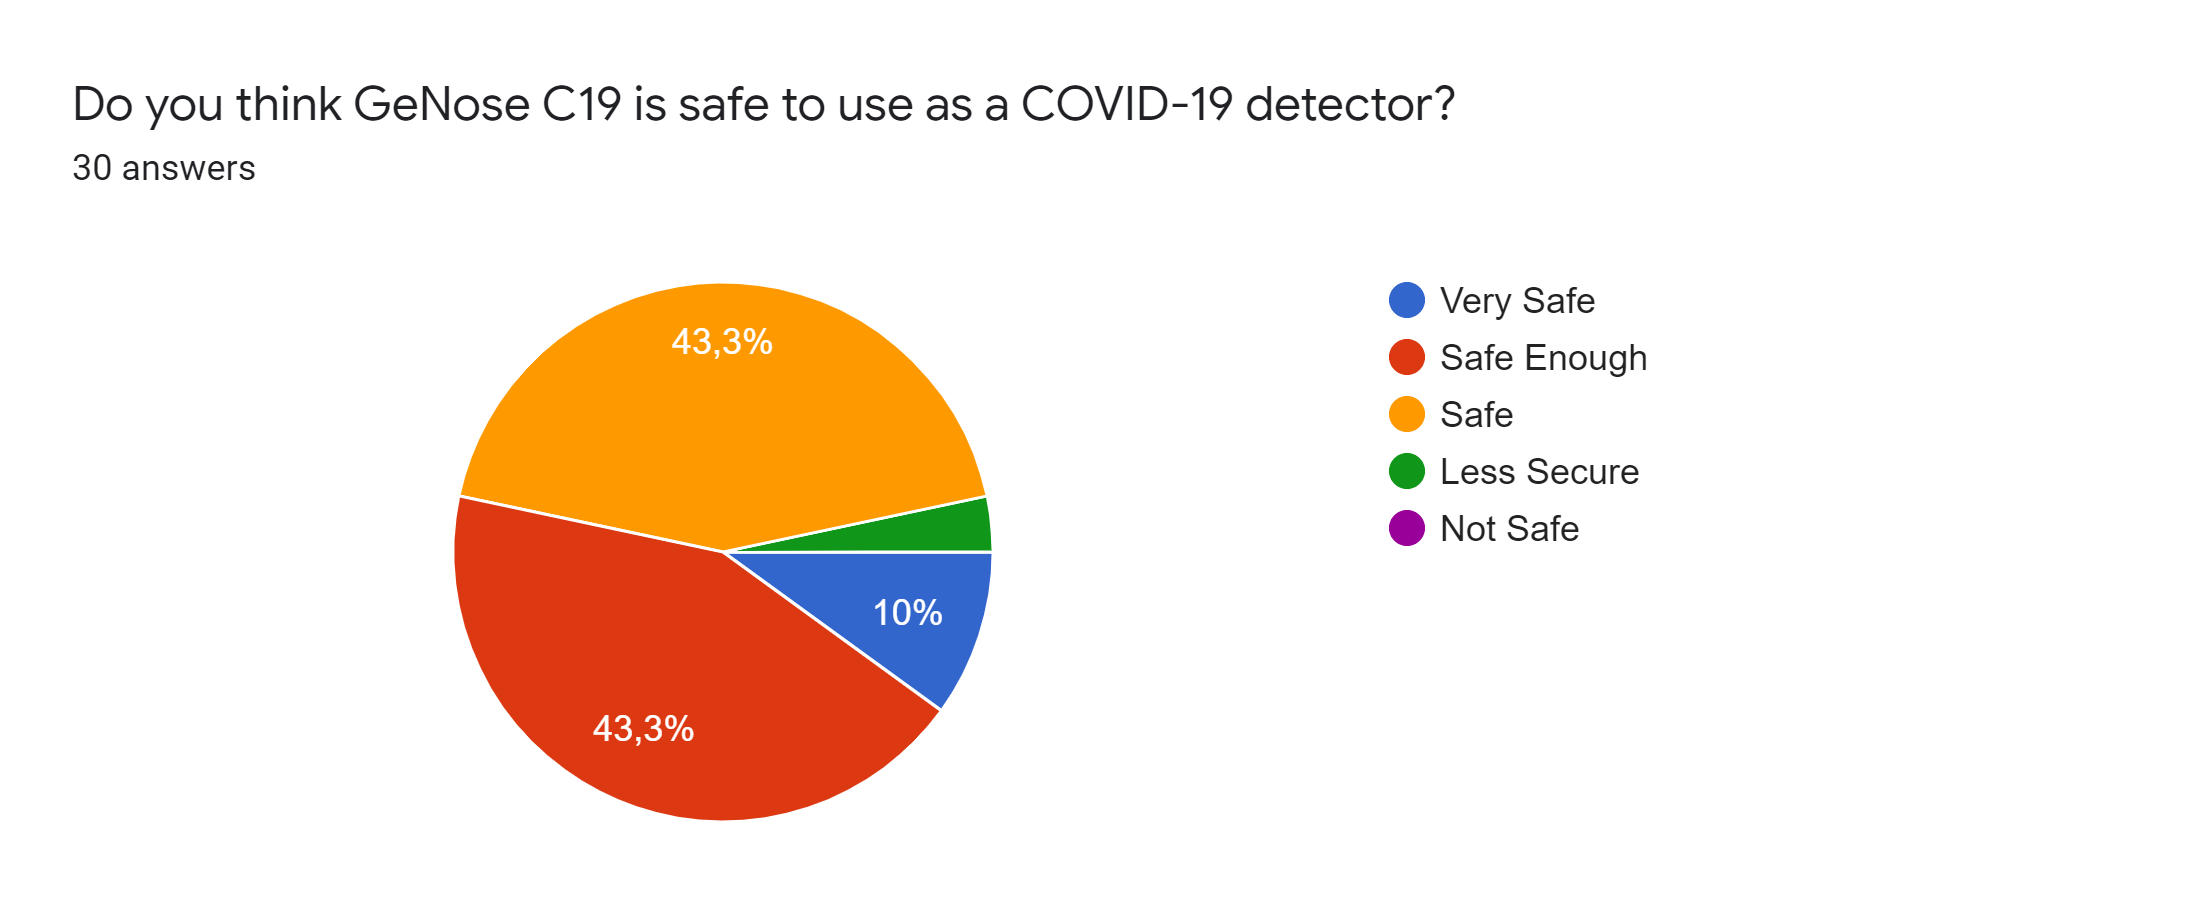 Do you think GeNose C19 is safe to use as a COVID-19 detector?
30 answers
43,3%
10%
43,3%
Very Safe
Safe Enough
Safe
Less Secure
Not Safe